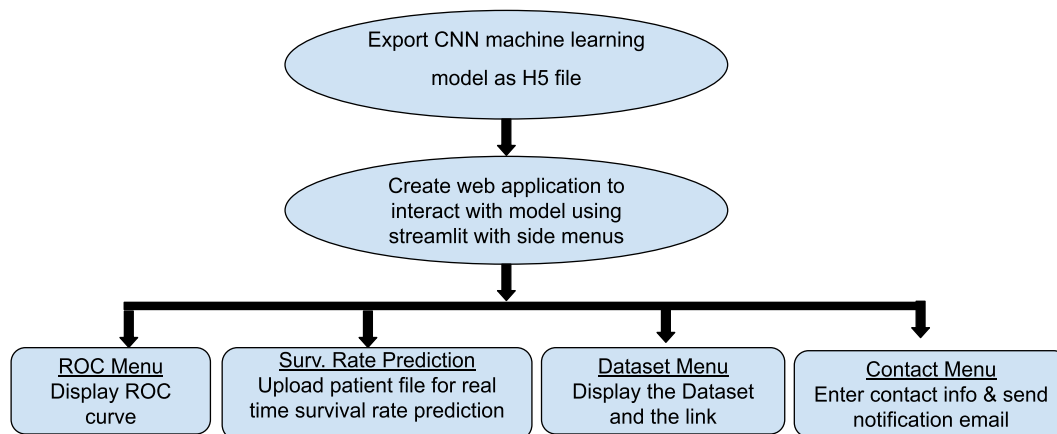 Export CNN machine learning
model as H5 file
Create web application to
interact with model using
streamlit with side menus
ROC Menu
Display ROC
curve
Surv. Rate Prediction
Upload patient file for real
time survival rate prediction
Dataset Menu
Display the Dataset
and the link
Contact Menu
Enter contact info & send
notification email